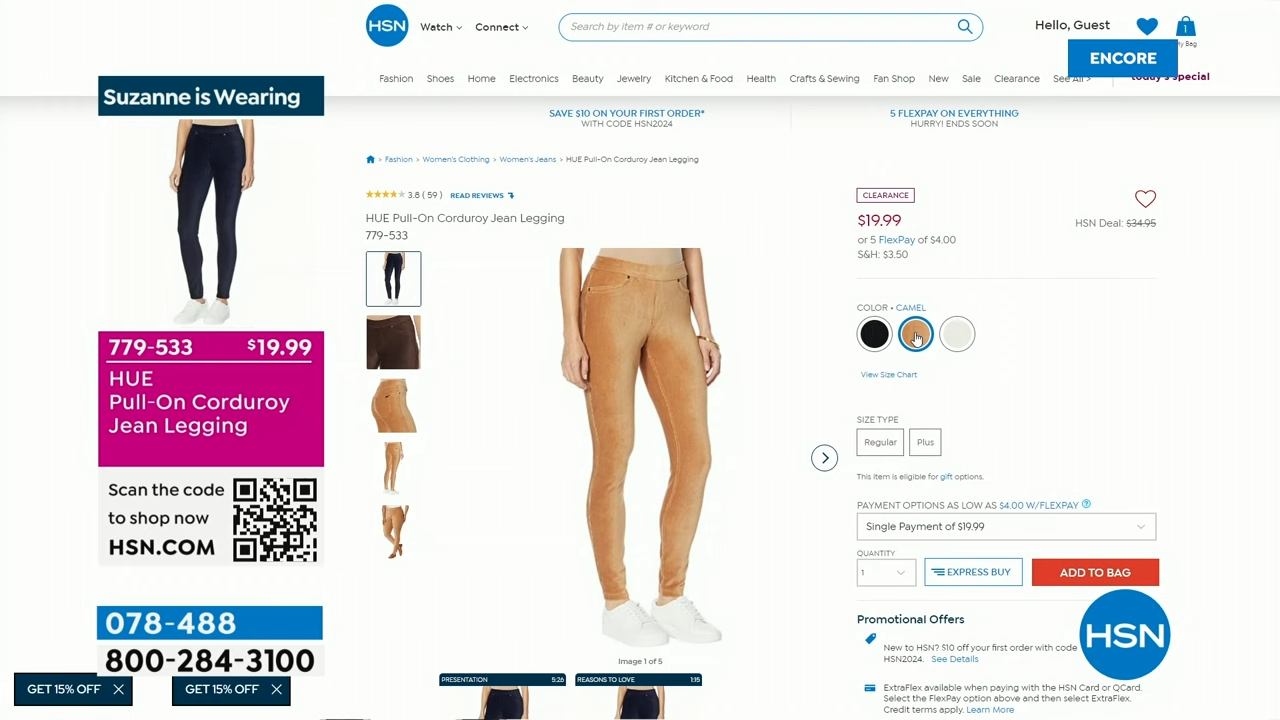 HSN
Watch
Connect
Search by item # or keyword
Hello, Guest
1
My Bag
ENCORE
Fashion Shoes Home Electronics Beauty Jewelry Kitchen & Food Health Crafts & Sewing Fan Shop New Sale Clearance See All >
today's special
Suzanne is Wearing
SAVE $10 ON YOUR FIRST ORDER*
WITH CODE HSN2024
5 FLEXPAY ON EVERYTHING
HURRY! ENDS SOON
> Fashion > Women's Clothing > Women's Jeans > HUE Pull-On Corduroy Jean Legging
3.8 ( 59 ) READ REVIEWS
HUE Pull-On Corduroy Jean Legging
779-533
CLEARANCE
$19.99
HSN Deal: $34.95
or 5 FlexPay of $4.00
S&H: $3.50
COLOR • CAMEL
View Size Chart
SIZE TYPE
Regular
Plus
This item is eligible for gift options.
PAYMENT OPTIONS AS LOW AS $4.00 W/FLEXPAY ?
Single Payment of $19.99
QUANTITY
1
EXPRESS BUY
ADD TO BAG
Promotional Offers
New to HSN? $10 off your first order with code
HSN2024. See Details
ExtraFlex available when paying with the HSN Card or QCard.
Select the FlexPay option above and then select ExtraFlex.
Credit terms apply. Learn More
HSN
Image 1 of 5
PRESENTATION 5:26
REASONS TO LOVE 1:15
779-533 $19.99
HUE
Pull-On Corduroy
Jean Legging
Scan the code
to shop now
HSN.COM
078-488
800-284-3100
GET 15% OFF
GET 15% OFF